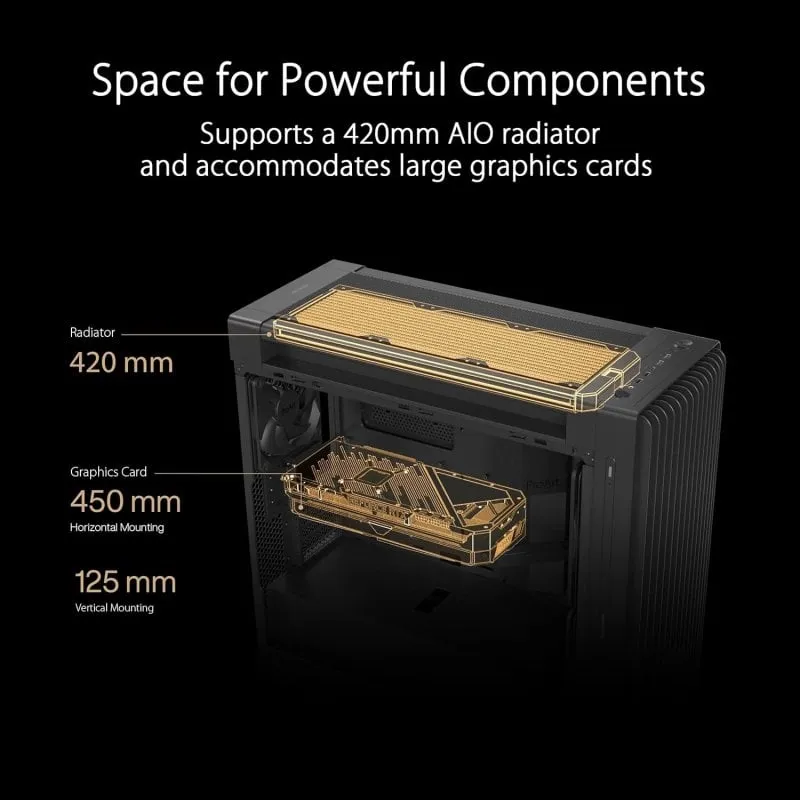 Space for Powerful Components
Supports a 420mm AIO radiator
and accommodates large graphics cards
Radiator
420 mm
Graphics Card
450 mm
Horizontal Mounting
125 mm
Vertical Mounting
ProArt